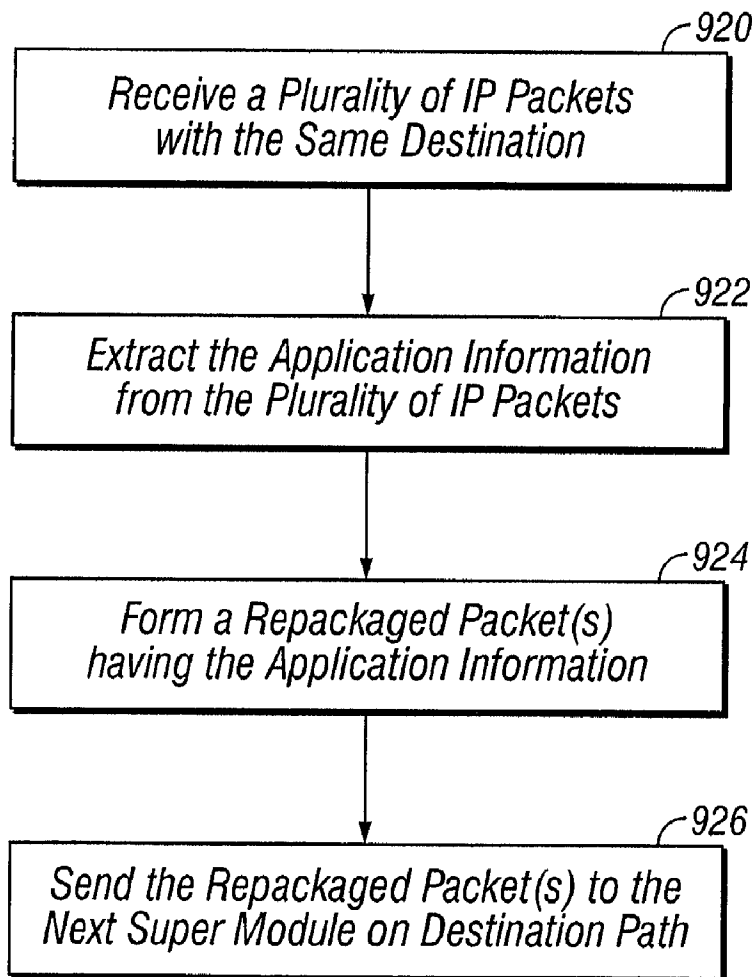 920
Receive a Plurality of IP Packets
with the Same Destination
922
Extract the Application Information
from the Plurality of IP Packets
924
Form a Repackaged Packet(s)
having the Application Information
926
Send the Repackaged Packet(s) to the
Next Super Module on Destination Path